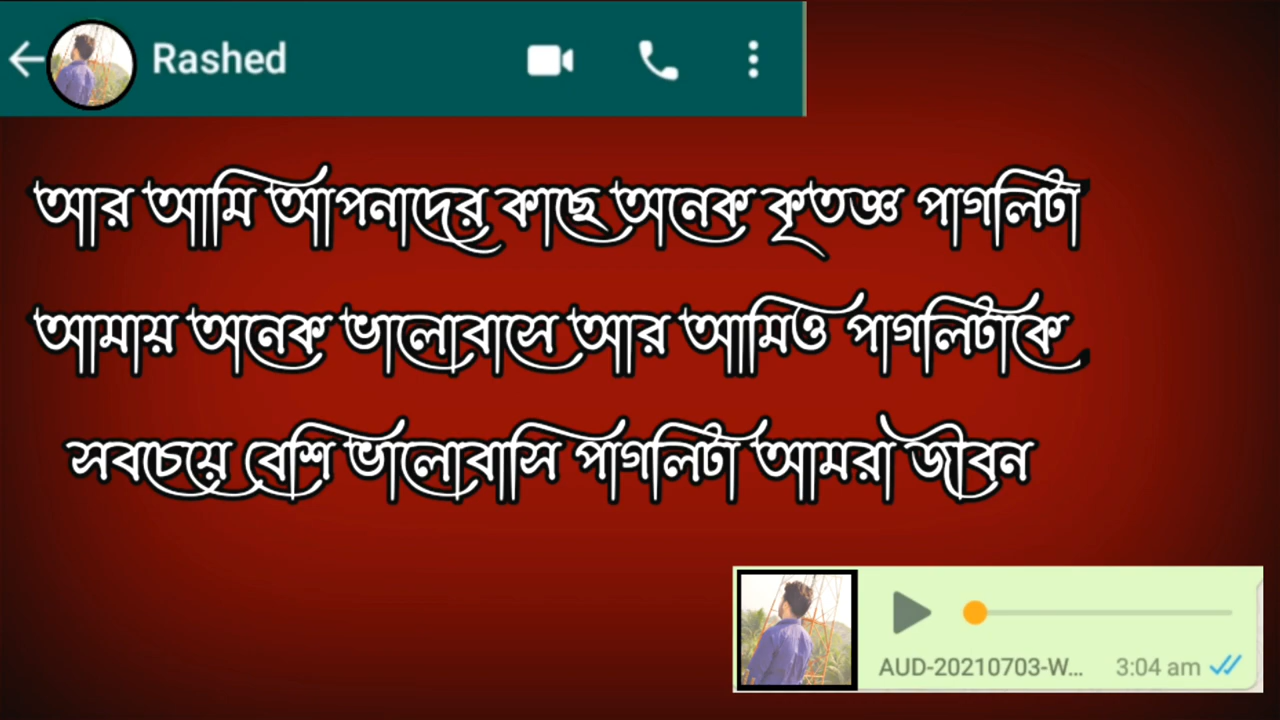 Rashed
আর আমি আপনাদের কাছে অনেক কৃতজ্ঞ পাগলিটা
আমায় অনেক ভালোবাসে আর আমিও পাগলিটাকে
সবচেয়ে বেশি ভালোবাসি পাগলিটা আমরা জীবন
AUD-20210703-W... 3:04 am